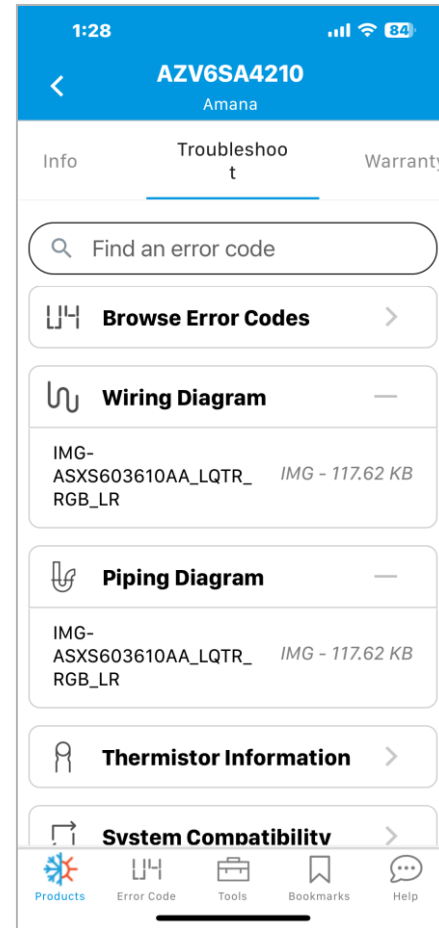 1:28
84
AZV6SA4210
Amana
Info
Troubleshoo
t
Warranty
Find an error code
Browse Error Codes
Wiring Diagram
IMG-
ASXS603610AA_LQTR_
RGB_LR
IMG - 117.62 KB
Piping Diagram
IMG-
ASXS603610AA_LQTR_
RGB_LR
IMG - 117.62 KB
Thermistor Information
System Compatibility
Products
Error Code
Tools
Bookmarks
Help